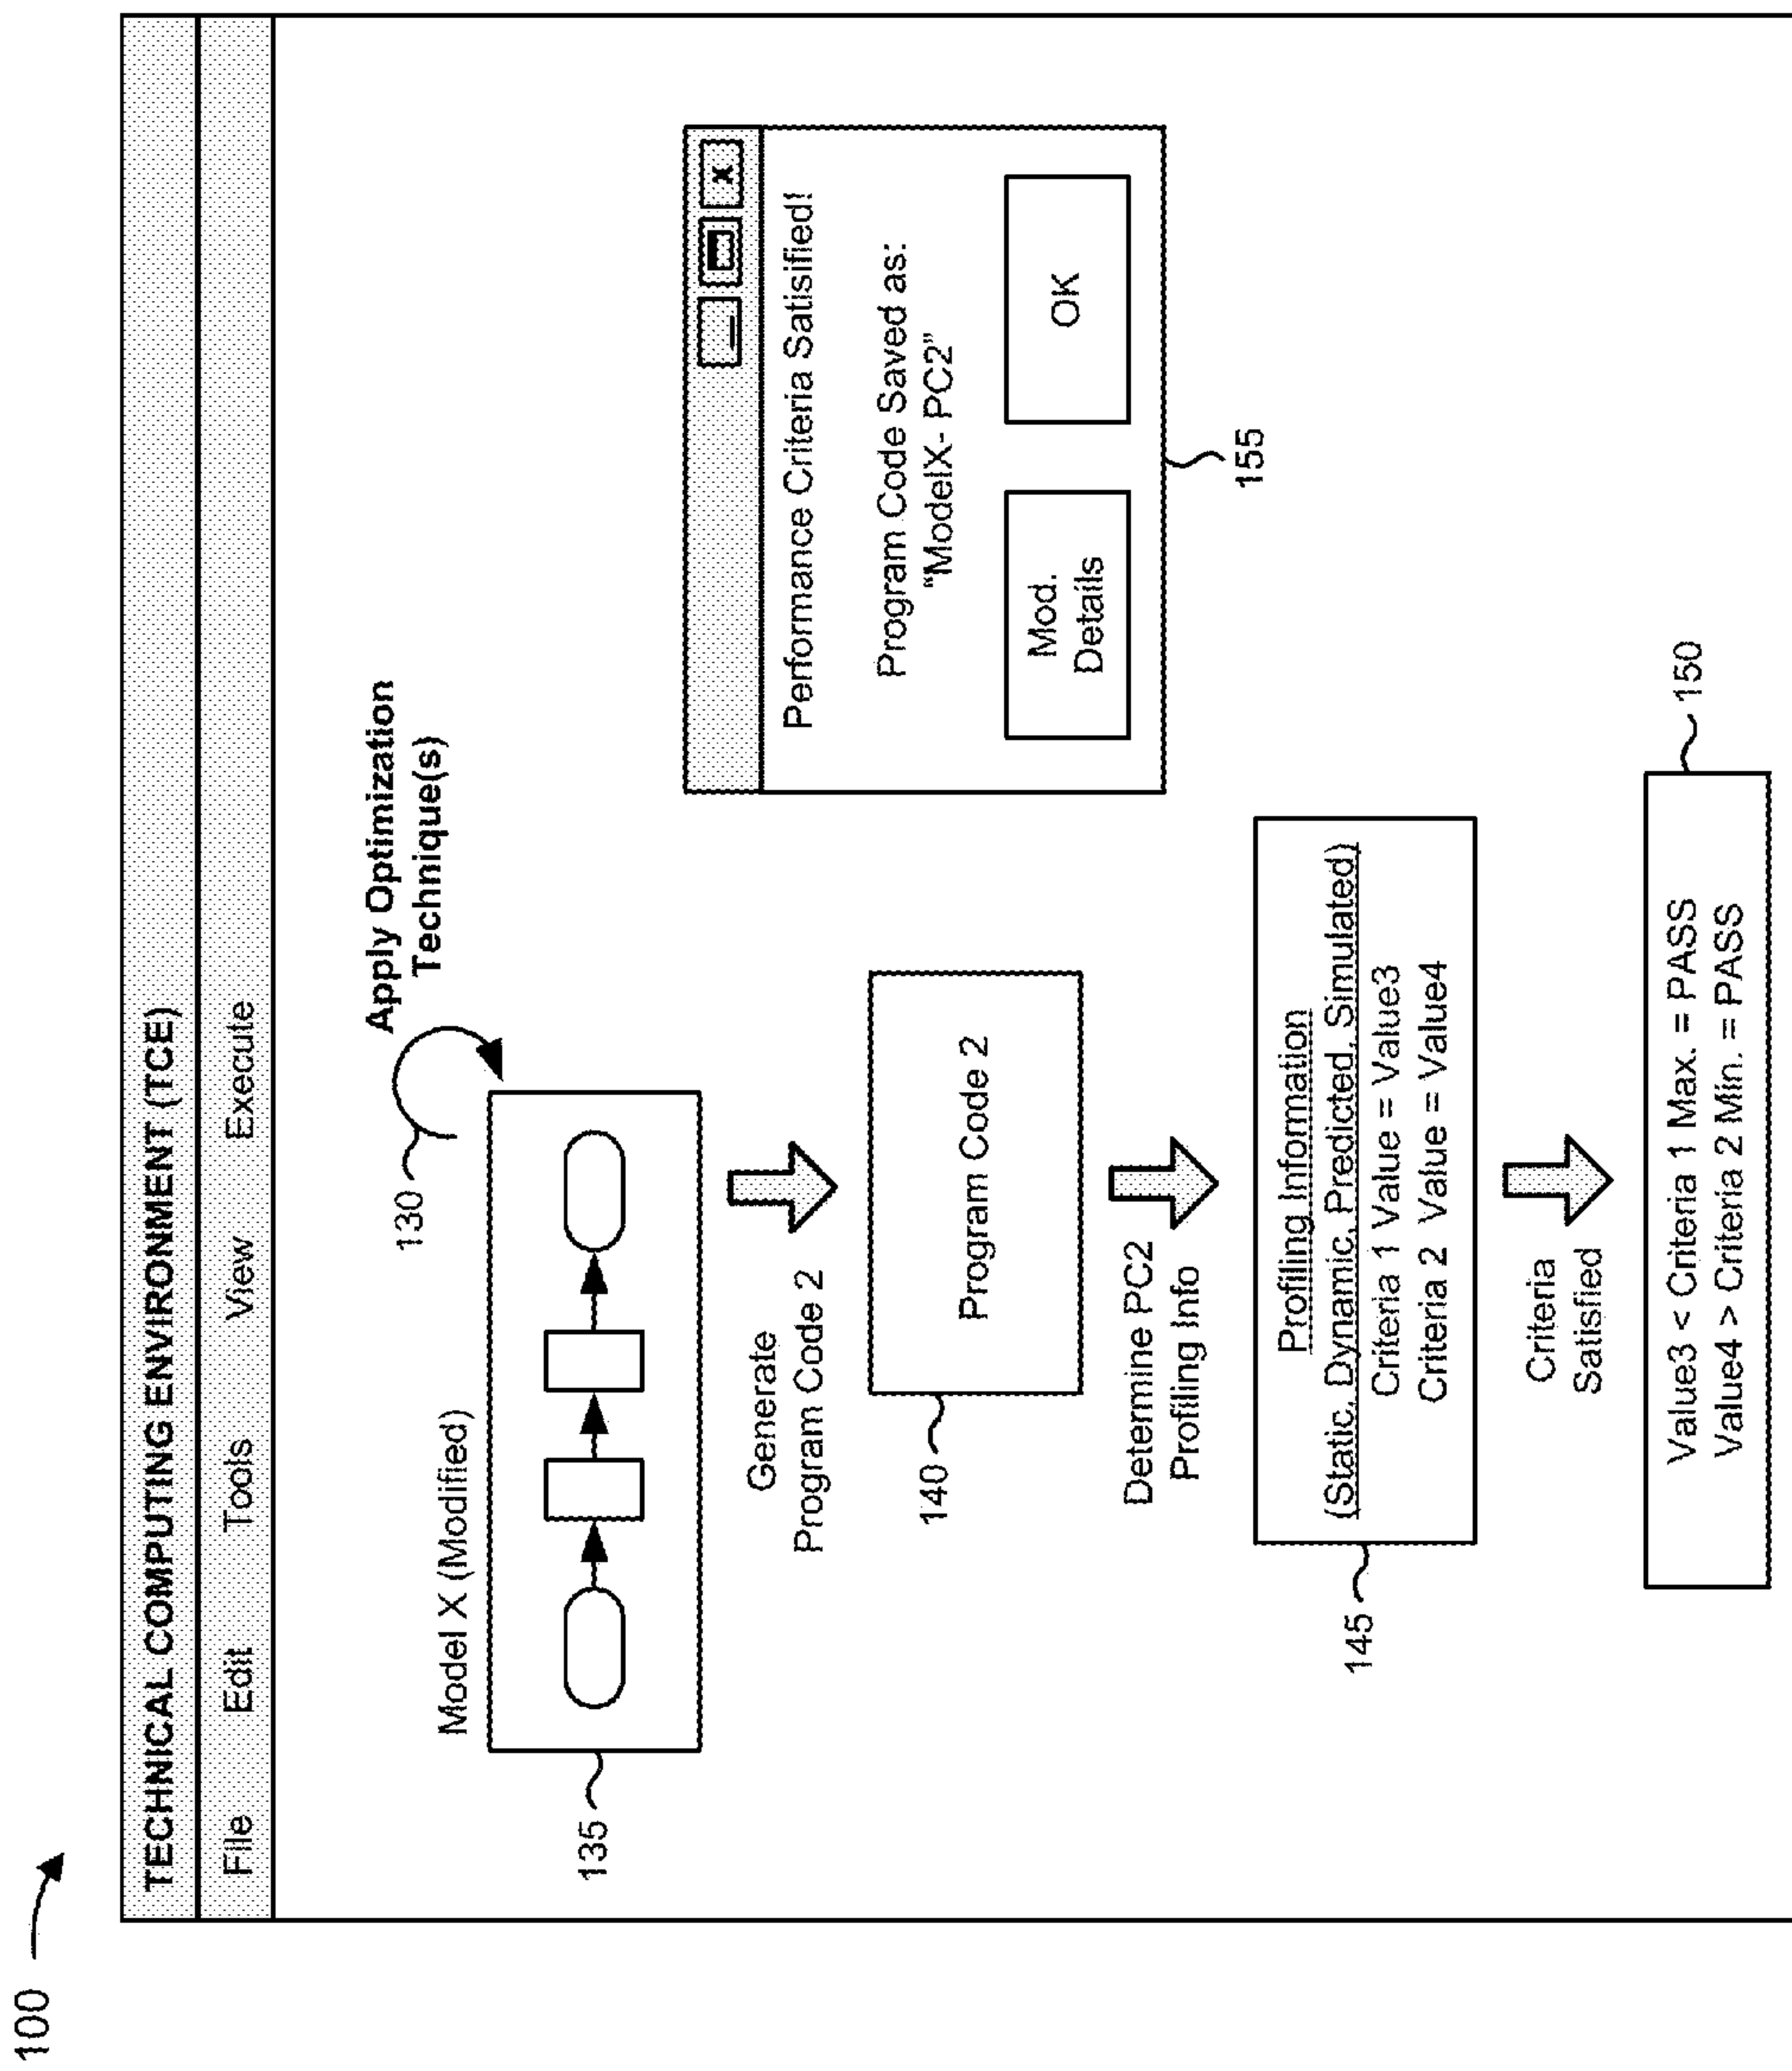 100
TECHNICAL COMPUTING ENVIRONMENT (TCE)
File Edit Tools View Execute
130
Apply Optimization
Technique(s)
Model X (Modified)
135
Generate
Program Code 2
140
Program Code 2
Determine PC2
Profiling Info
145
Profiling Information
(Static, Dynamic, Predicted, Simulated)
Criteria 1 Value = Value3
Criteria 2 Value = Value4
Criteria
Satisfied
Value3 < Criteria 1 Max. = PASS
Value4 > Criteria 2 Min. = PASS
150
X
Performance Criteria Satisified!
Program Code Saved as:
“ModelX- PC2”
Mod.
Details
OK
155